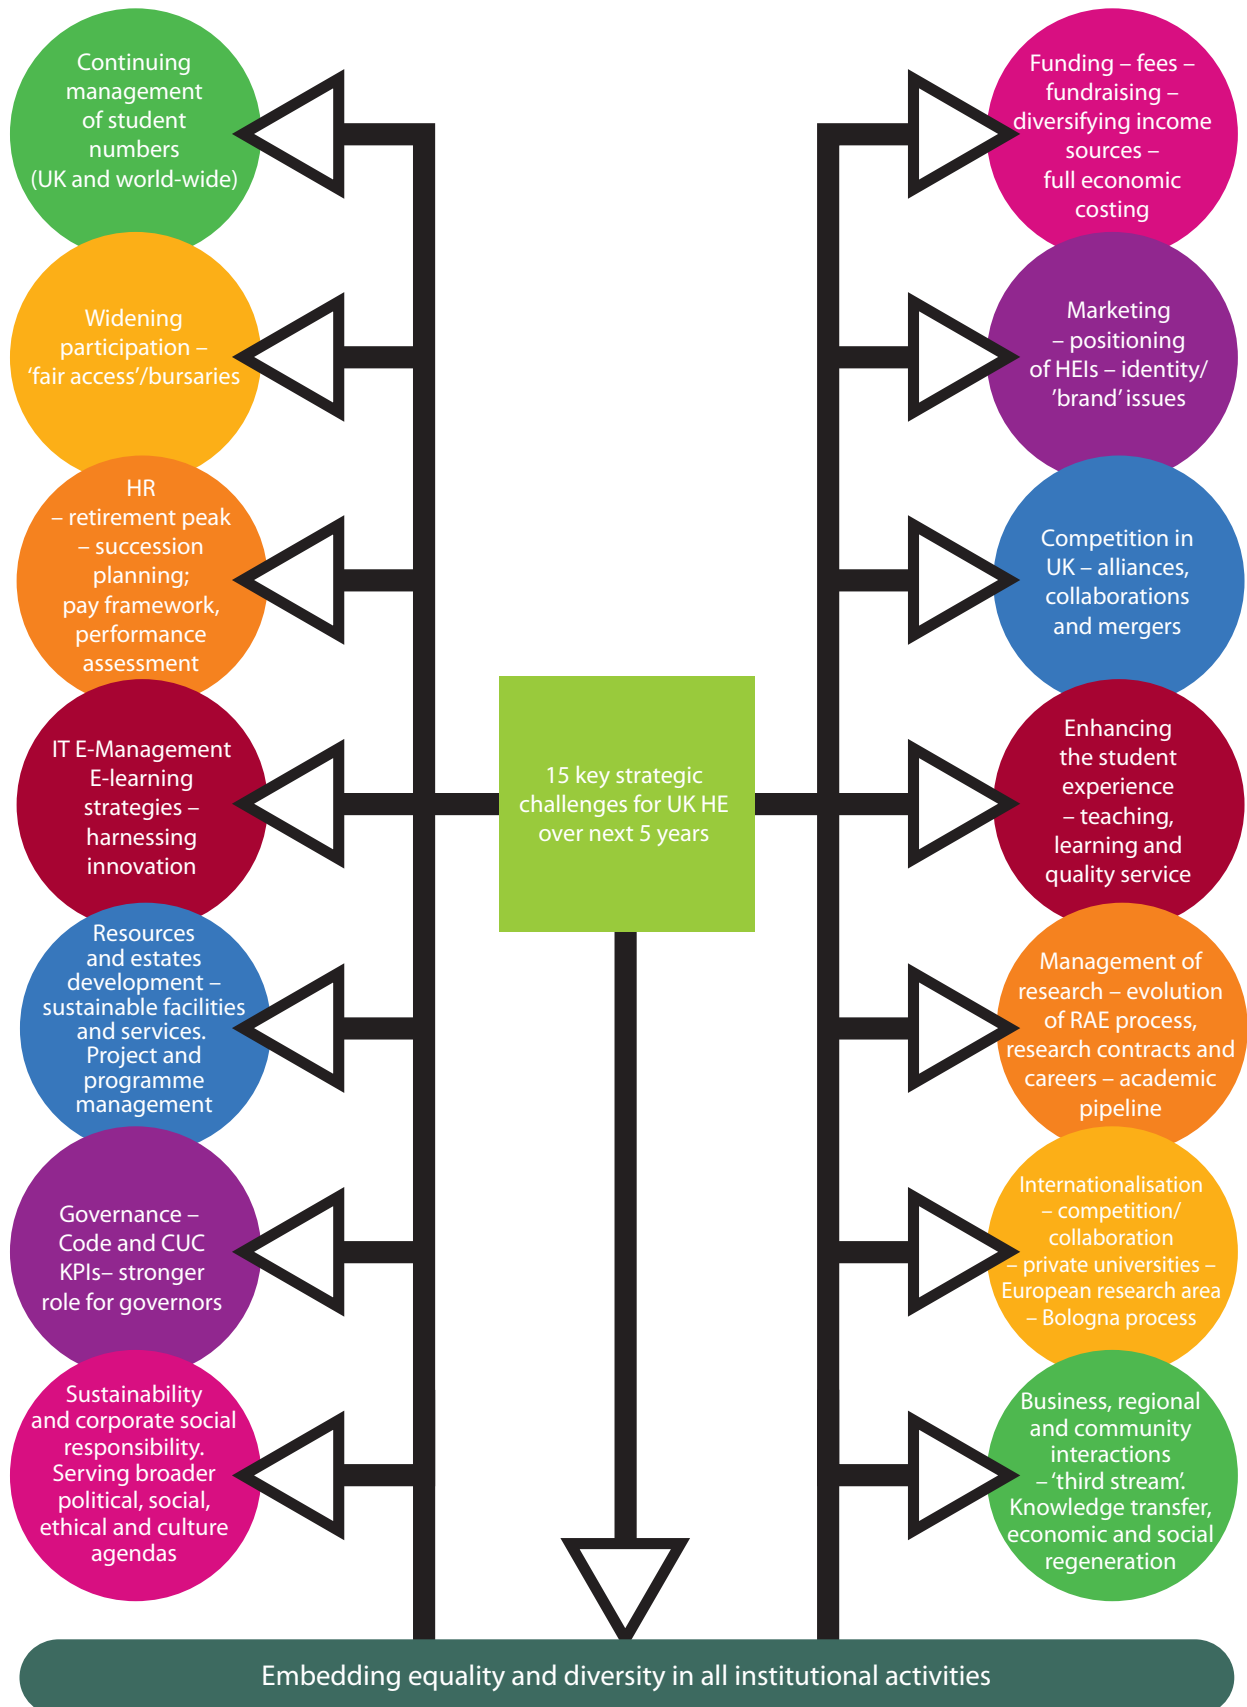 Continuing
management
of student
numbers
(UK and world-wide)
Widening
participation –
‘fair access’/bursaries
HR
– retirement peak
– succession
planning;
pay framework,
performance
assessment
IT E-Management
E-learning
strategies –
harnessing
innovation
Resources
and estates
development –
sustainable facilities
and services.
Project and
programme
management
Governance –
Code and CUC
KPIs– stronger
role for governors
Sustainability
and corporate social
responsibility.
Serving broader
political, social,
ethical and culture
agendas
15 key strategic
challenges for UK HE
over next 5 years
Funding – fees –
fundraising –
diversifying income
sources –
full economic
costing
Marketing
– positioning
of HEIs – identity/
’brand’ issues
Competition in
UK – alliances,
collaborations
and mergers
Enhancing
the student
experience
– teaching,
learning and
quality service
Management of
research – evolution
of RAE process,
research contracts and
careers – academic
pipeline
Internationalisation
– competition/
collaboration
– private universities –
European research area
– Bologna process
Business, regional
and community
interactions
– ‘third stream’.
Knowledge transfer,
economic and social
regeneration
Embedding equality and diversity in all institutional activities